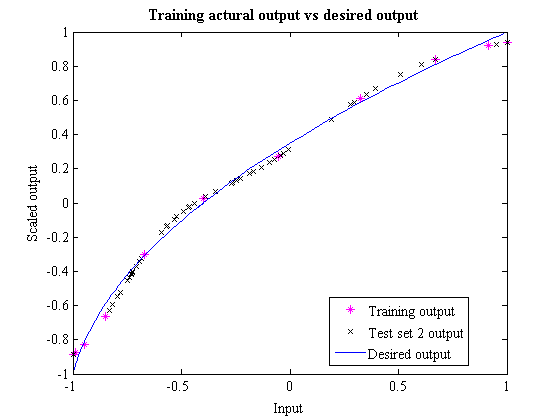 Training actural output vs desired output
Scaled output
1
0.8
0.6
0.4
0.2
0
-0.2
-0.4
-0.6
-0.8
-1
-1
-0.5
0
0.5
1
Input
Training output
Test set 2 output
Desired output